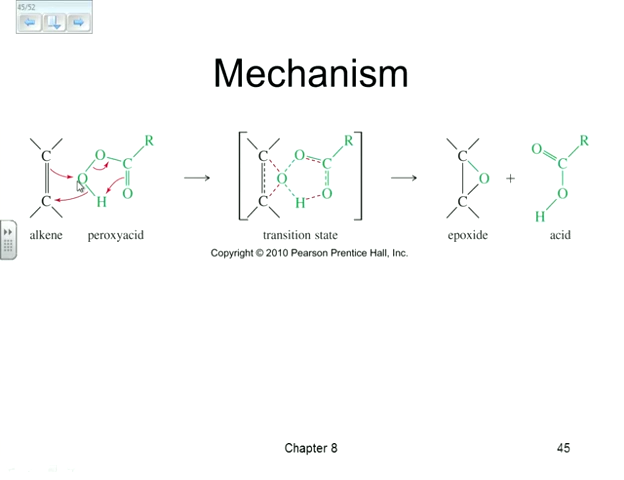 45/52
Mechanism
C C O H O C O R
C C O O H C O R
C C O
+
O C O H R
alkene peroxyacid transition state epoxide acid
Copyright © 2010 Pearson Prentice Hall, Inc.
Chapter 8 45